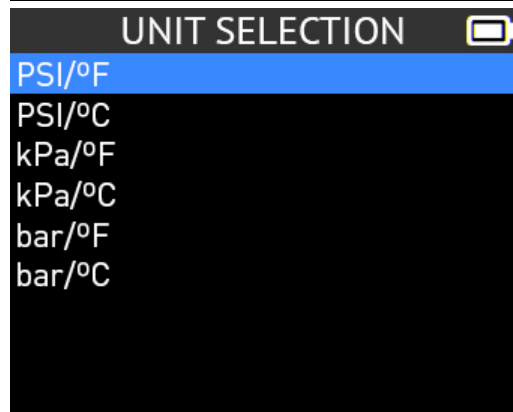 UNIT SELECTION
PSI/ºF
PSI/ºC
kPa/ºF
kPa/ºC
bar/ºF
bar/ºC